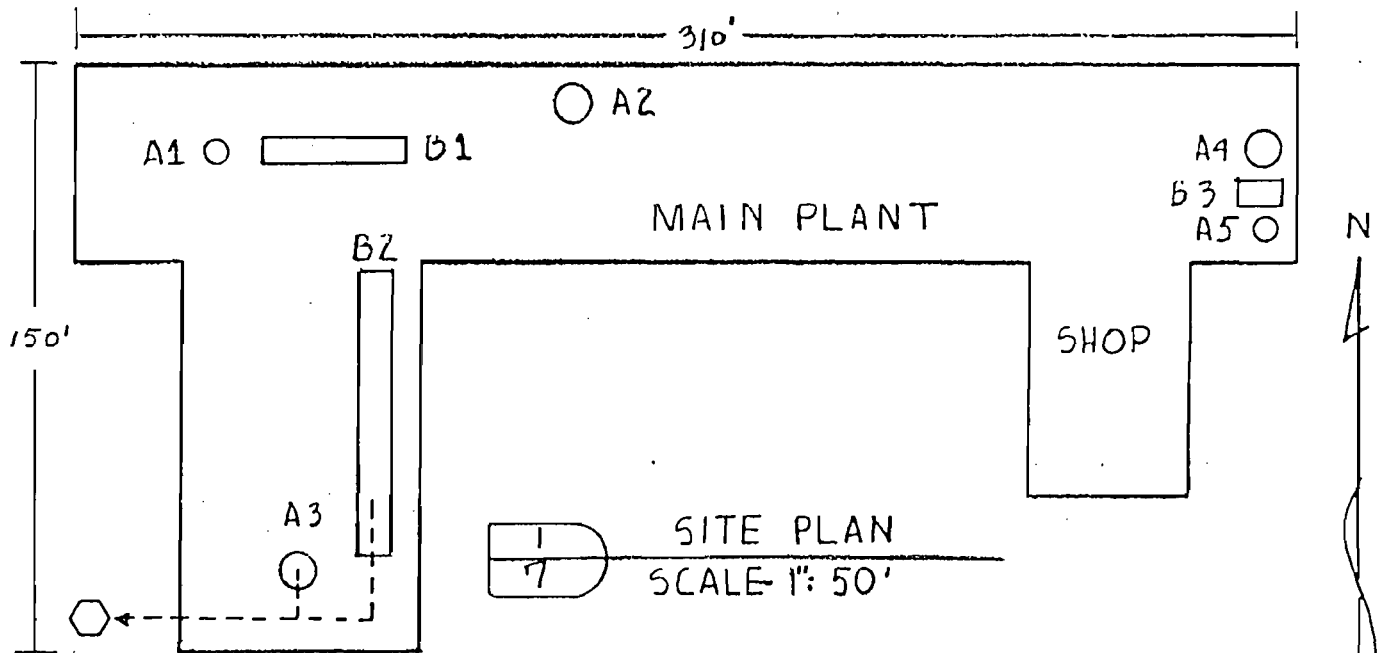 310'
A2
A1
B1
A4
B3
A5
MAIN PLANT
N
B2
150'
SHOP
A3
1
7
SITE PLAN
SCALE-1": 50'